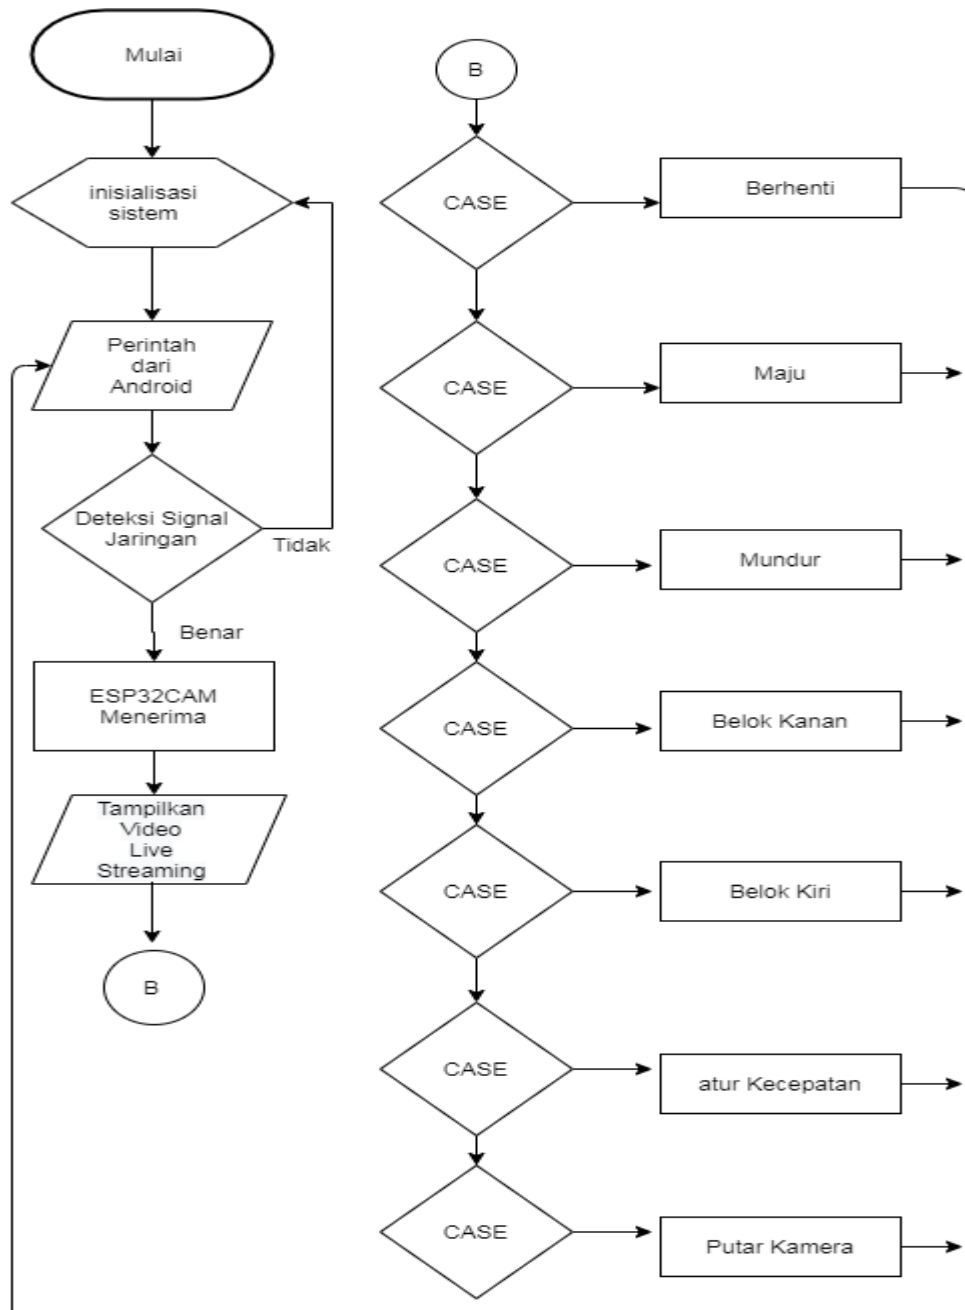 Mulai
inisialisasi
sistem
Perintah
dari
Android
Deteksi Signal
Jaringan
Tidak
Benar
ESP32CAM
Menerima
Tampilkan
Video
Live
Streaming
B
B
CASE
Berhenti
CASE
Maju
CASE
Mundur
CASE
Belok Kanan
CASE
Belok Kiri
CASE
atur Kecepatan
CASE
Putar Kamera